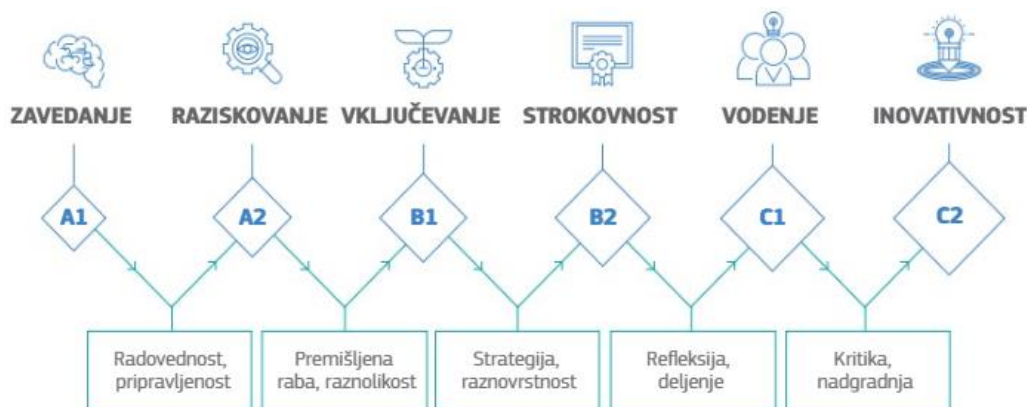 ZAVEDANJE
RAZISKOVANJE
VKLJUČEVANJE
STROKOVNOST
VODENJE
INOVATIVNOST
A1
A2
B1
B2
C1
C2
Radovednost,
pripravljenost
Premišljena
raba, raznolikost
Strategija,
raznovrstnost
Refleksija,
deljenje
Kritika,
nadgradnja